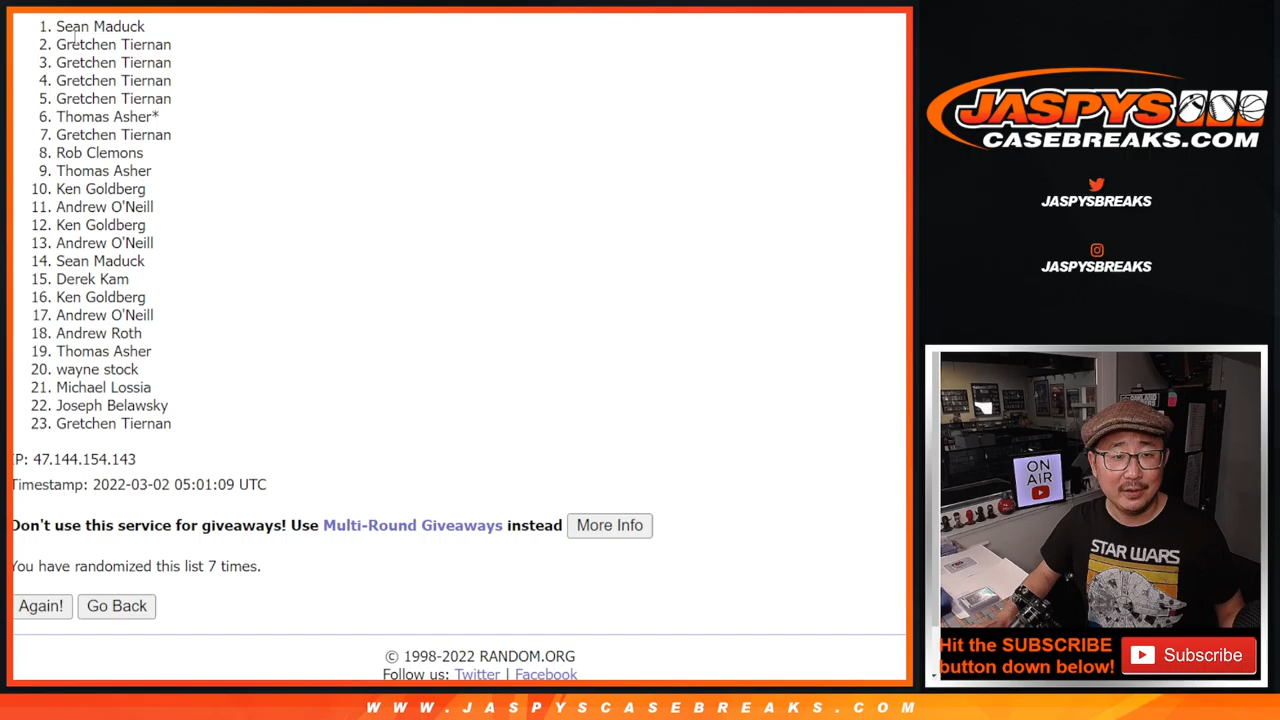 1. Sean Maduck
2. Gretchen Tiernan
3. Gretchen Tiernan
4. Gretchen Tiernan
5. Gretchen Tiernan
6. Thomas Asher*
7. Gretchen Tiernan
8. Rob Clemons
9. Thomas Asher
10. Ken Goldberg
11. Andrew O'Neill
12. Ken Goldberg
13. Andrew O'Neill
14. Sean Maduck
15. Derek Kam
16. Ken Goldberg
17. Andrew O'Neill
18. Andrew Roth
19. Thomas Asher
20. wayne stock
21. Michael Lossia
22. Joseph Belawsky
23. Gretchen Tiernan
IP: 47.144.154.143
Timestamp: 2022-03-02 05:01:09 UTC
Don't use this service for giveaways! Use Multi-Round Giveaways instead More Info
You have randomized this list 7 times.
Again! Go Back
© 1998-2022 RANDOM.ORG
Follow us: Twitter | Facebook
JASPYS
CASEBREAKS.COM
JASPYSBREAKS
JASPYSBREAKS
ON
AIR
STAR WARS
Hit the SUBSCRIBE
button down below!
Subscribe
WWW.JASPYSCASEBREAKS.COM